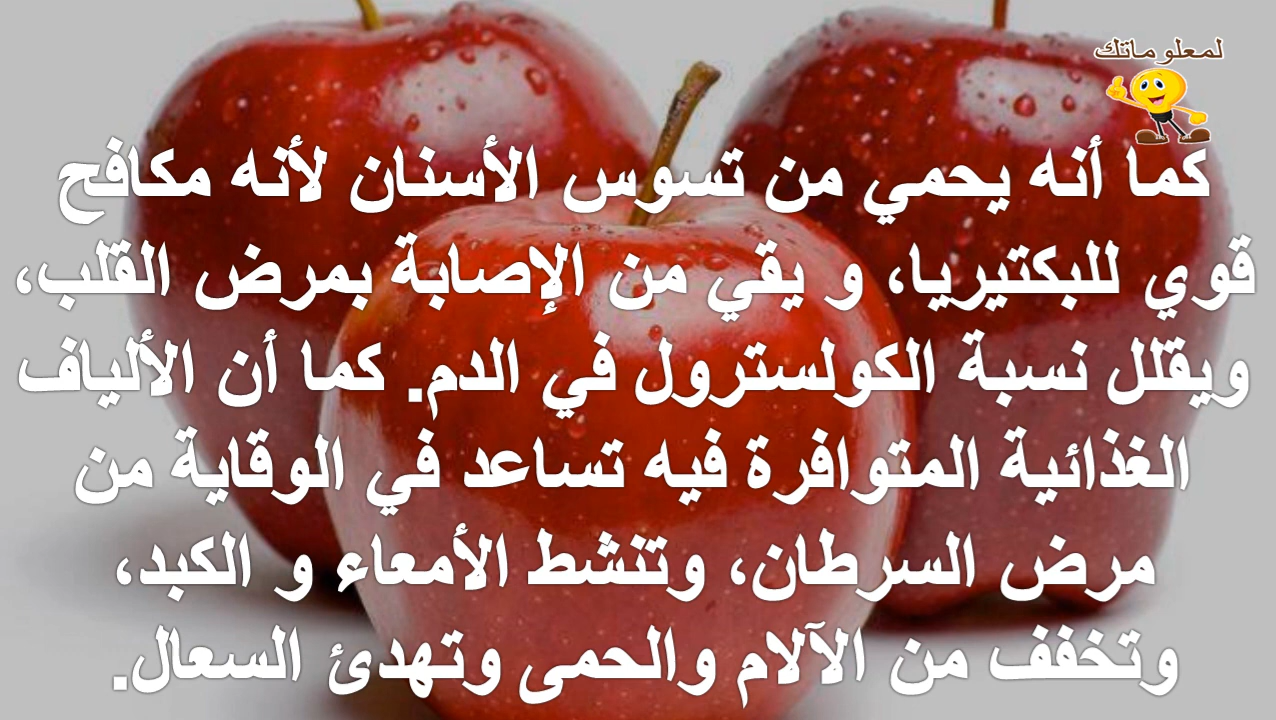 لمعلوماتك
كما أنه يحمي من تسوس الأسنان لأنه مكافح
قوي للبكتيريا، و يقي من الإصابة بمرض القلب،
ويقلل نسبة الكولسترول في الدم. كما أن الألياف
الغذائية المتوافرة فيه تساعد في الوقاية من
مرض السرطان، وتنشط الأمعاء و الكبد،
وتخفف من الآلام والحمى وتهدئ السعال.